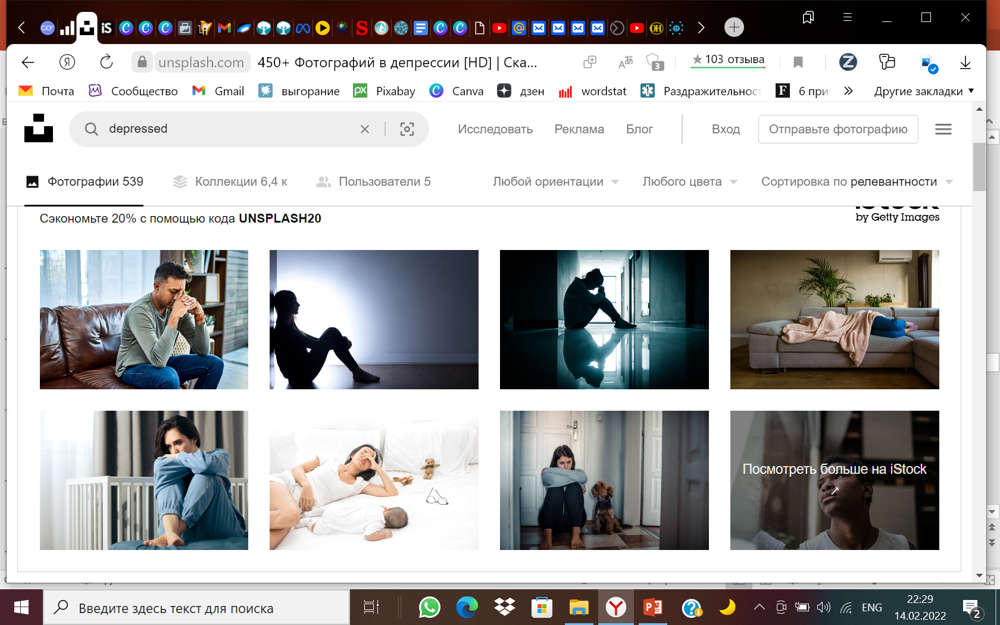 unsplash.com 450+ Фотографий в депрессии [HD] | Ска...
3
★ 103 отзыва
Почта
Сообщество
Gmail
выгорание
Pixabay
Canva
дзен
wordstat
Раздражительност
6 при
Другие закладки
depressed
Исследовать
Реклама
Блог
Вход
Отправьте фотографию
Фотографии 539
Коллекции 6,4 к
Пользователи 5
Любой ориентации
Любого цвета
Сортировка по релевантности
Сэкономьте 20% с помощью кода UNSPLASH20
iStock
by Getty Images
Посмотреть больше на iStock
Введите здесь текст для поиска
ENG
22:29
14.02.2022
2